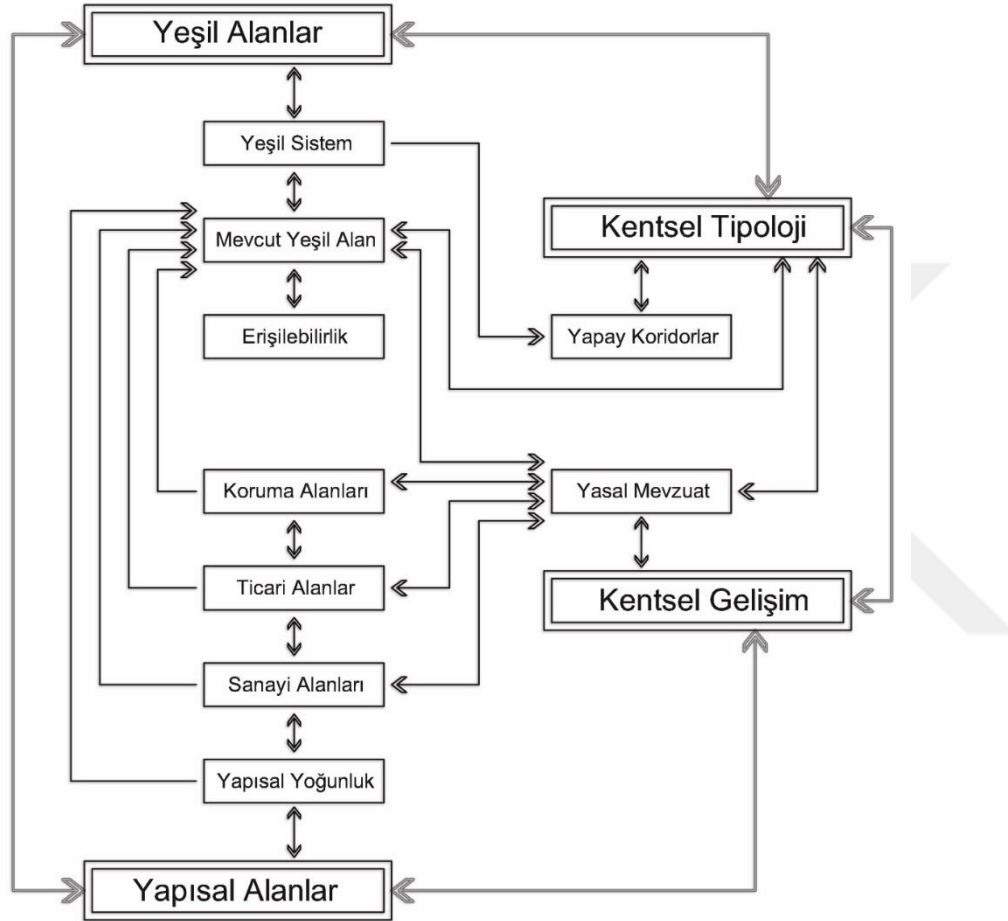 Yeşil Alanlar
Yeşil Sistem
Mevcut Yeşil Alan
Kentsel Tipoloji
Erişilebilirlik
Yapay Koridorlar
Koruma Alanları
Yasal Mevzuat
Ticari Alanlar
Kentsel Gelişim
Sanayi Alanları
Yapısal Yoğunluk
Yapısal Alanlar